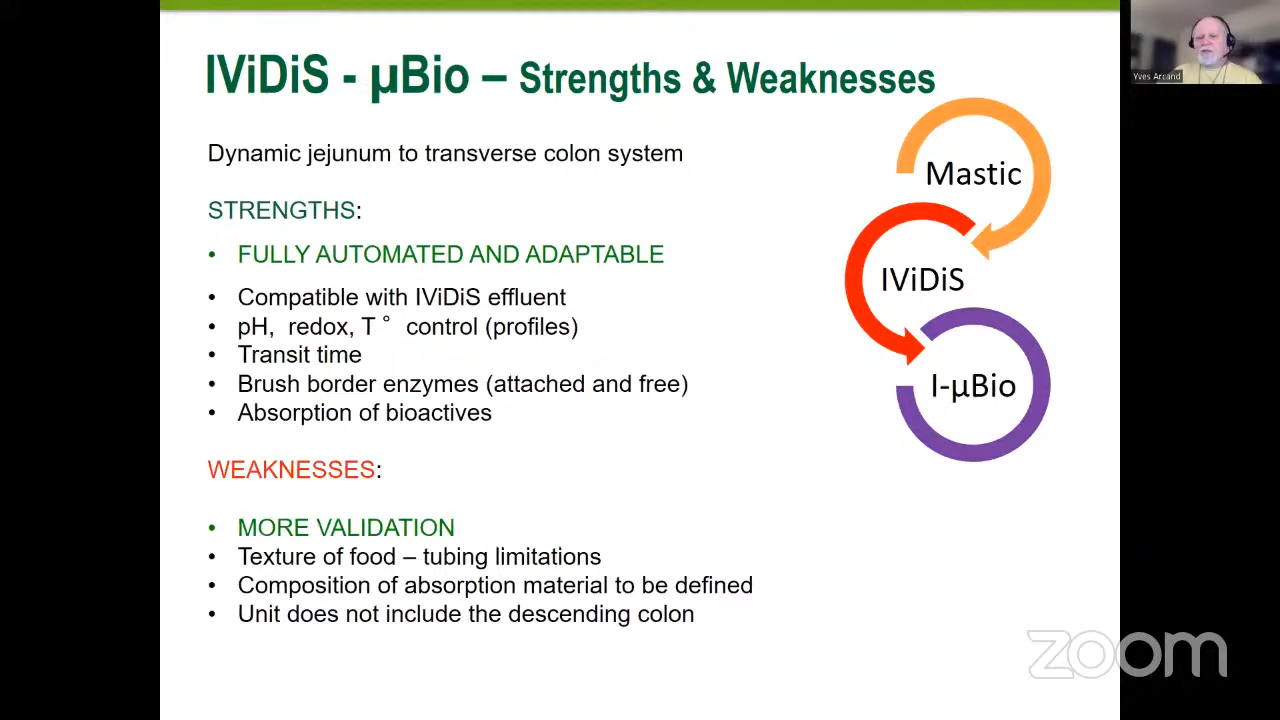 IViDiS - µBio – Strengths & Weaknesses
Yves Arcand
Dynamic jejunum to transverse colon system
STRENGTHS:
• FULLY AUTOMATED AND ADAPTABLE
• Compatible with IViDiS effluent
• pH, redox, T° control (profiles)
• Transit time
• Brush border enzymes (attached and free)
• Absorption of bioactives
WEAKNESSES:
• MORE VALIDATION
• Texture of food – tubing limitations
• Composition of absorption material to be defined
• Unit does not include the descending colon
Mastic
IViDiS
I-µBio
zoom